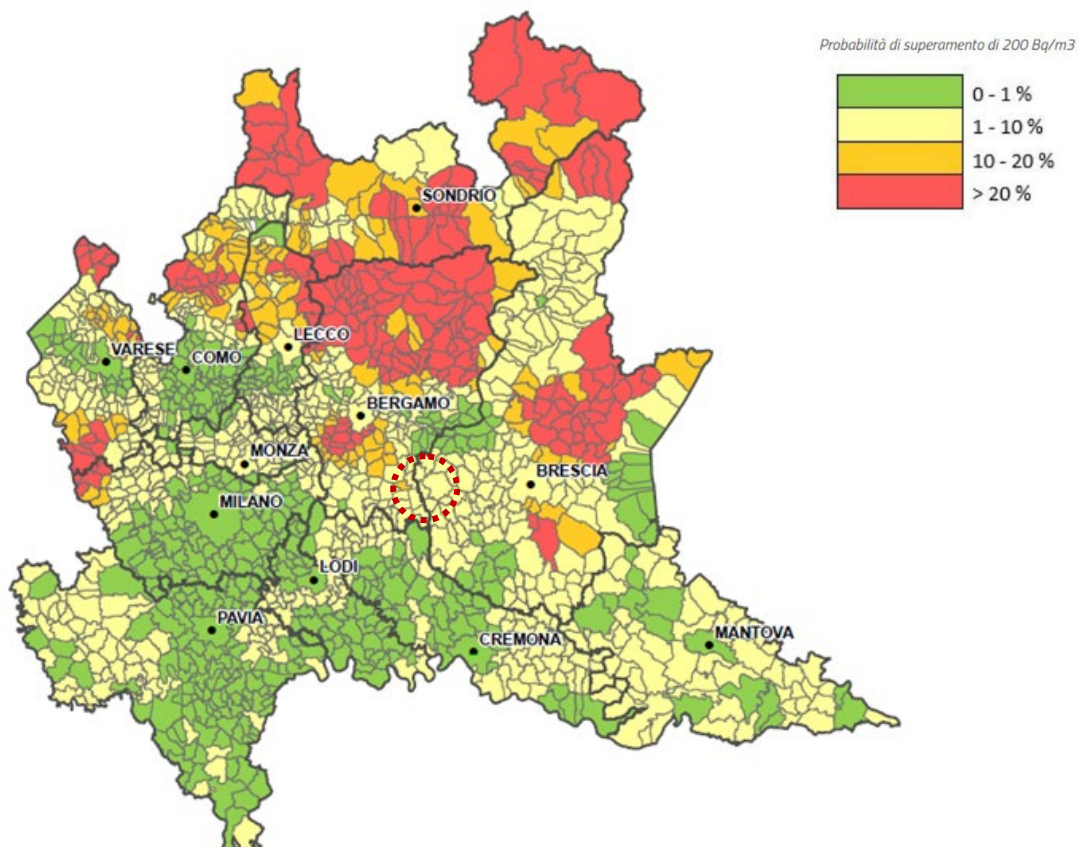 Probabilità di superamento di 200 Bq/m3
0 - 1 %
1 - 10 %
10 - 20 %
> 20 %
SONDRIO
LECCO
VARESE
COMO
BERGAMO
MONZA
BRESCIA
MILANO
LODI
PAVIA
CREMONA
MANTOVA